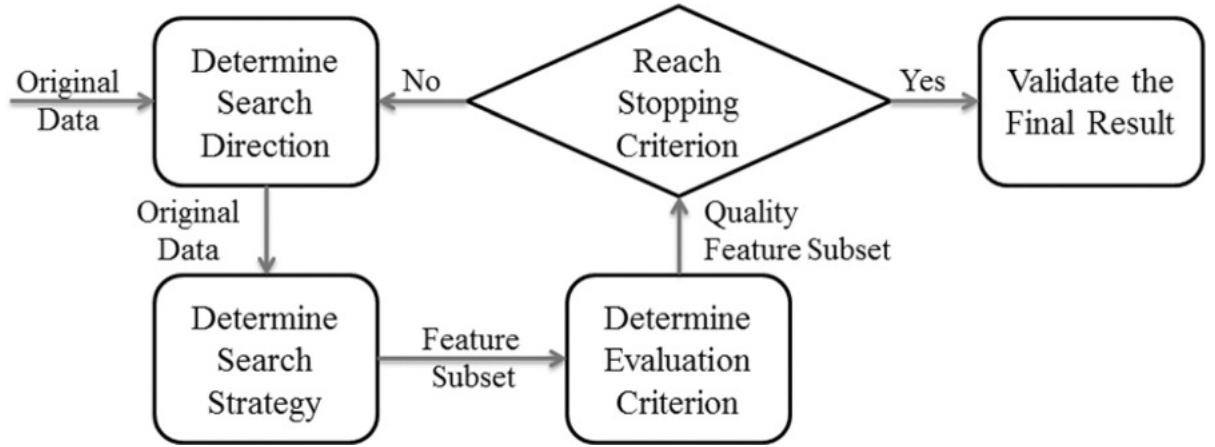 Original
Data
Determine
Search
Direction
No
Reach
Stopping
Criterion
Yes
Validate the
Final Result
Original
Data
Quality
Feature Subset
Determine
Search
Strategy
Feature
Subset
Determine
Evaluation
Criterion